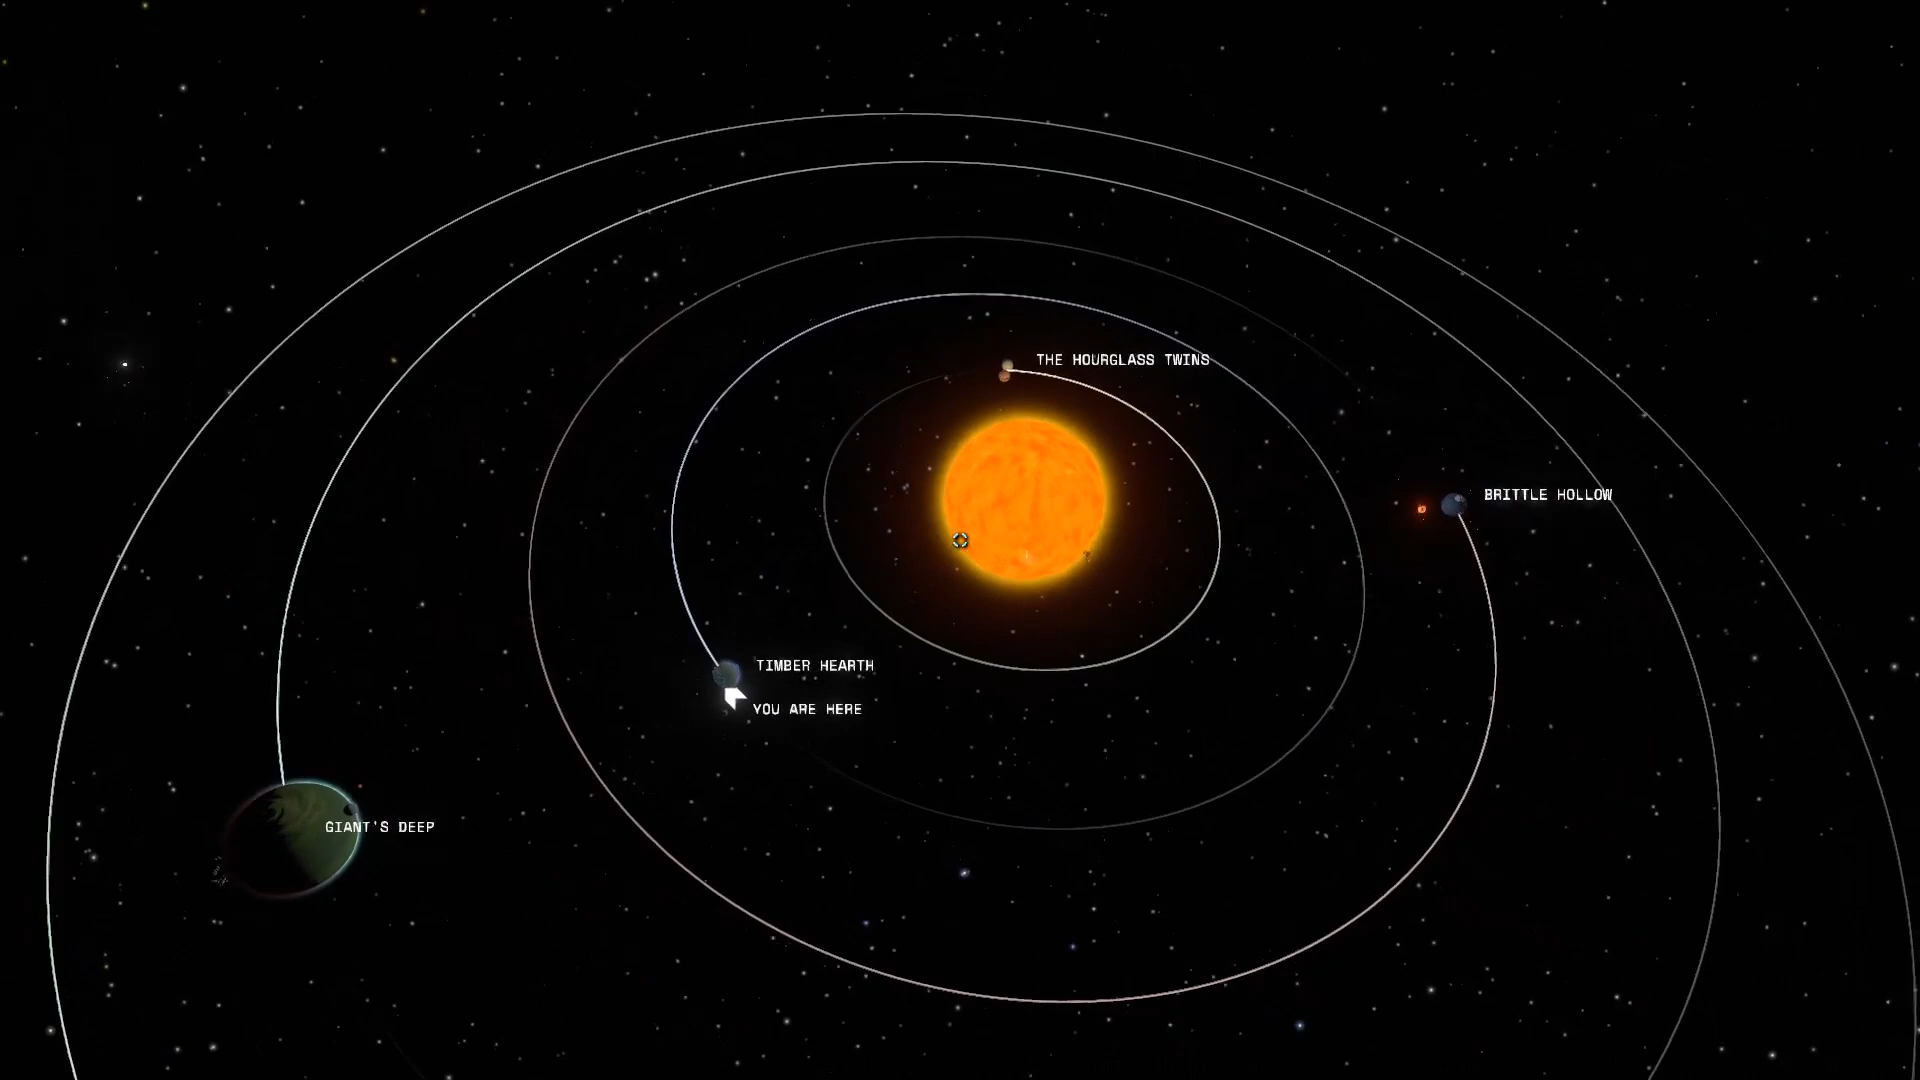 THE HOURGLASS TWINS
BRITTLE HOLLOW
TIMBER HEARTH
YOU ARE HERE
GIANT'S DEEP